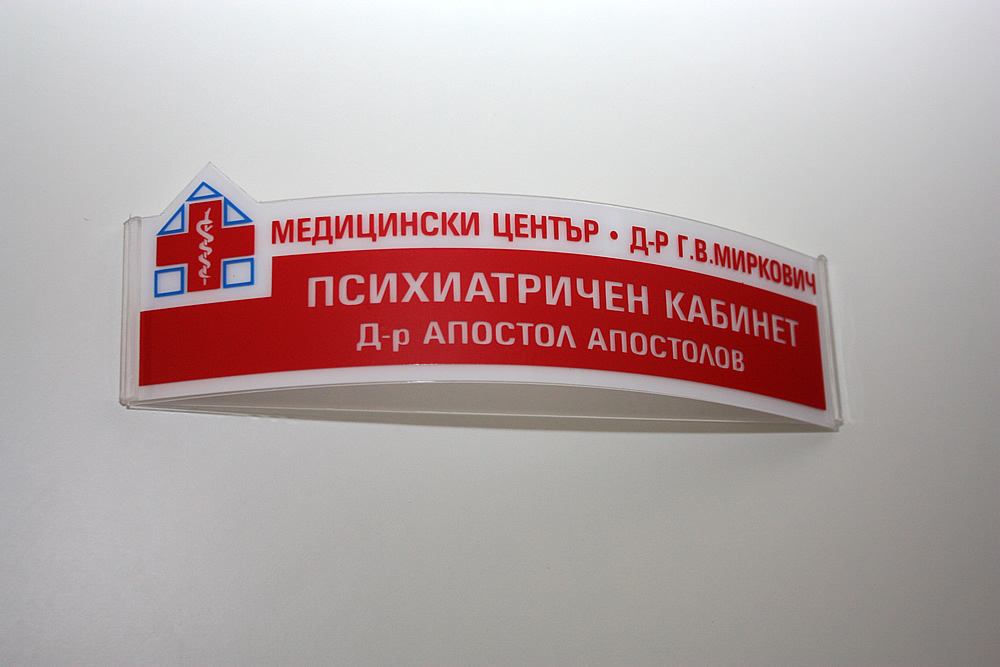 МЕДИЦИНСКИ ЦЕНТЪР • Д-Р Г.В.МИРКОВИЧ
ПСИХИАТРИЧЕН КАБИНЕТ
Д-р АПОСТОЛ АПОСТОЛОВ